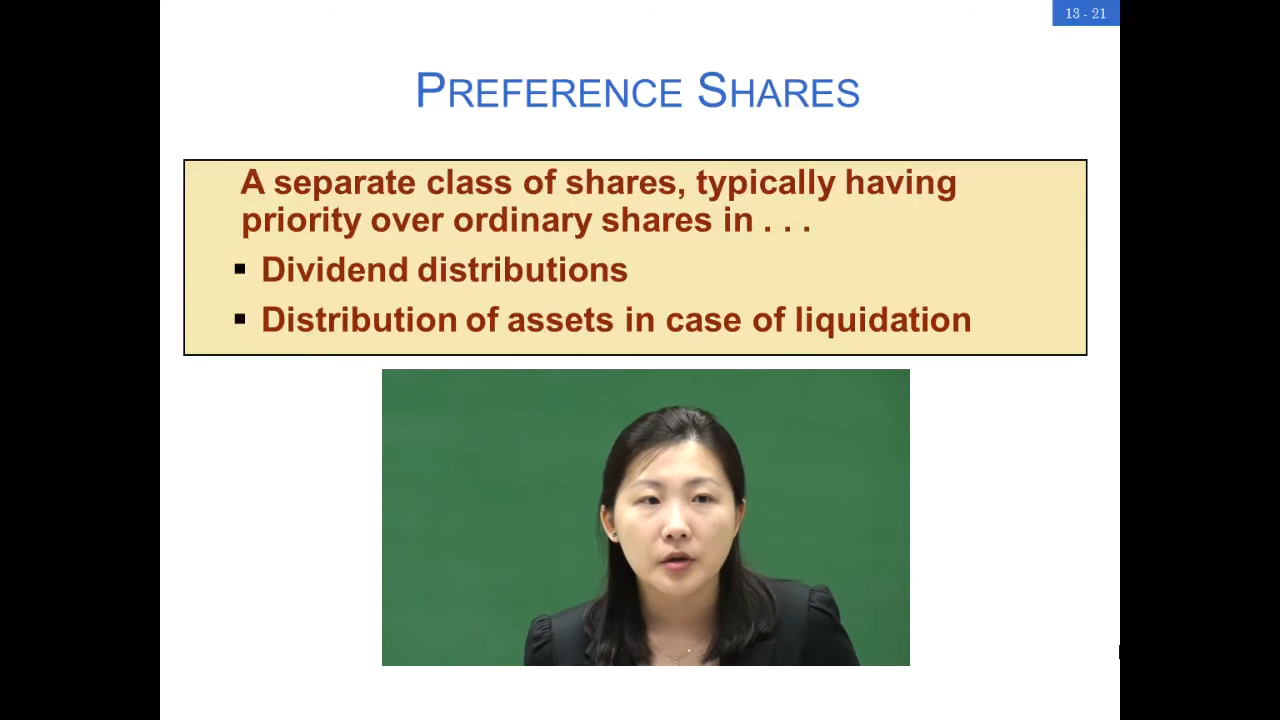 13 - 21
PREFERENCE SHARES
A separate class of shares, typically having
priority over ordinary shares in . . .
▪ Dividend distributions
▪ Distribution of assets in case of liquidation